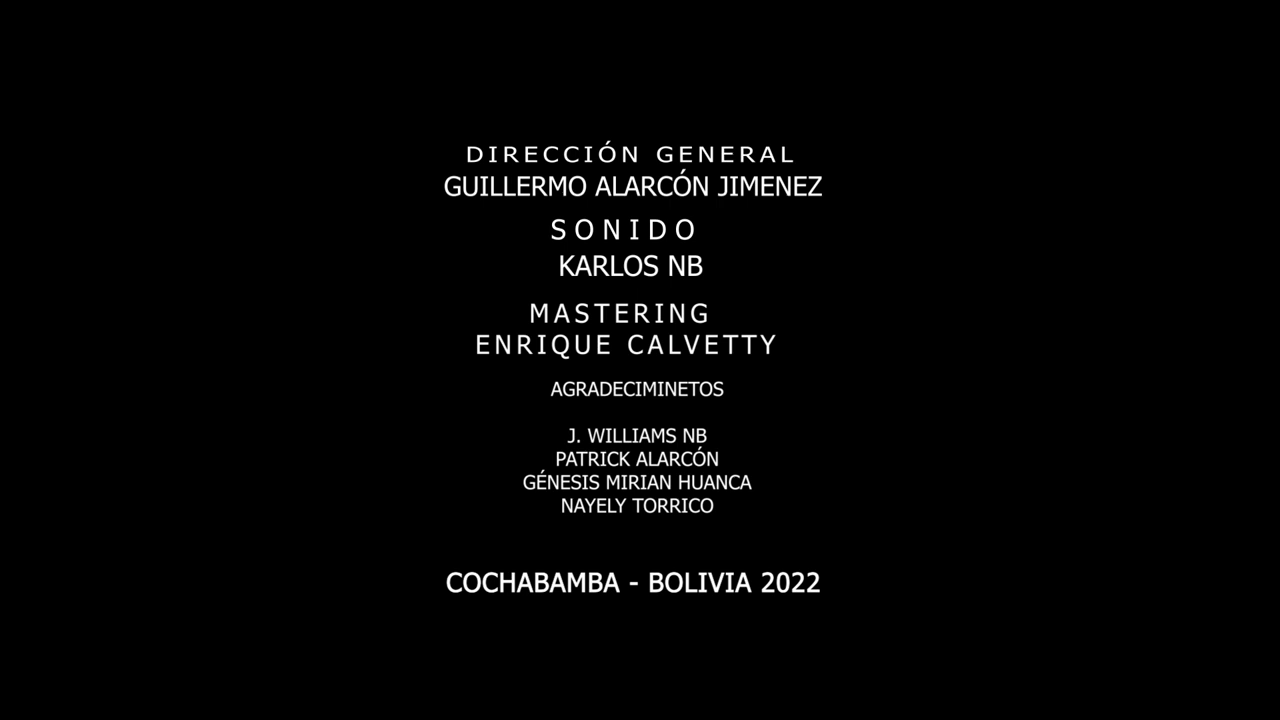 DIRECCIÓN GENERAL
GUILLERMO ALARCÓN JIMENEZ
SONIDO
KARLOS NB
MASTERING
ENRIQUE CALVETTY
AGRADECIMINETOS
J. WILLIAMS NB
PATRICK ALARCÓN
GÉNESIS MIRIAN HUANCA
NAYELY TORRICO
COCHABAMBA - BOLIVIA 2022